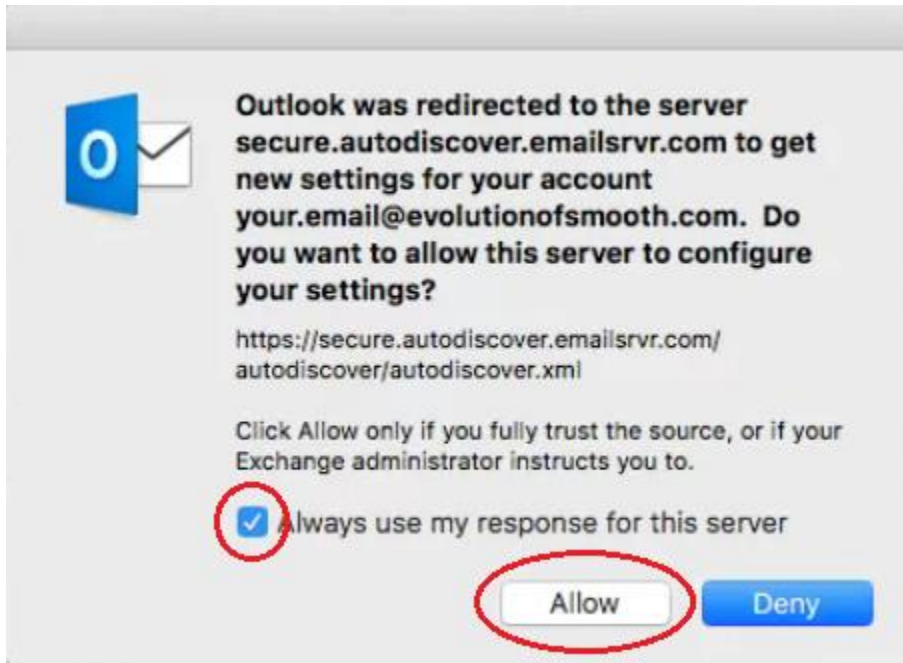 O
Outlook was redirected to the server
secure.autodiscover.emailsrvr.com to get
new settings for your account
your.email@evolutionofsmooth.com. Do
you want to allow this server to configure
your settings?
https://secure.autodiscover.emailsrvr.com/
autodiscover/autodiscover.xml
Click Allow only if you fully trust the source, or if your
Exchange administrator instructs you to.
Always use my response for this server
Allow Deny